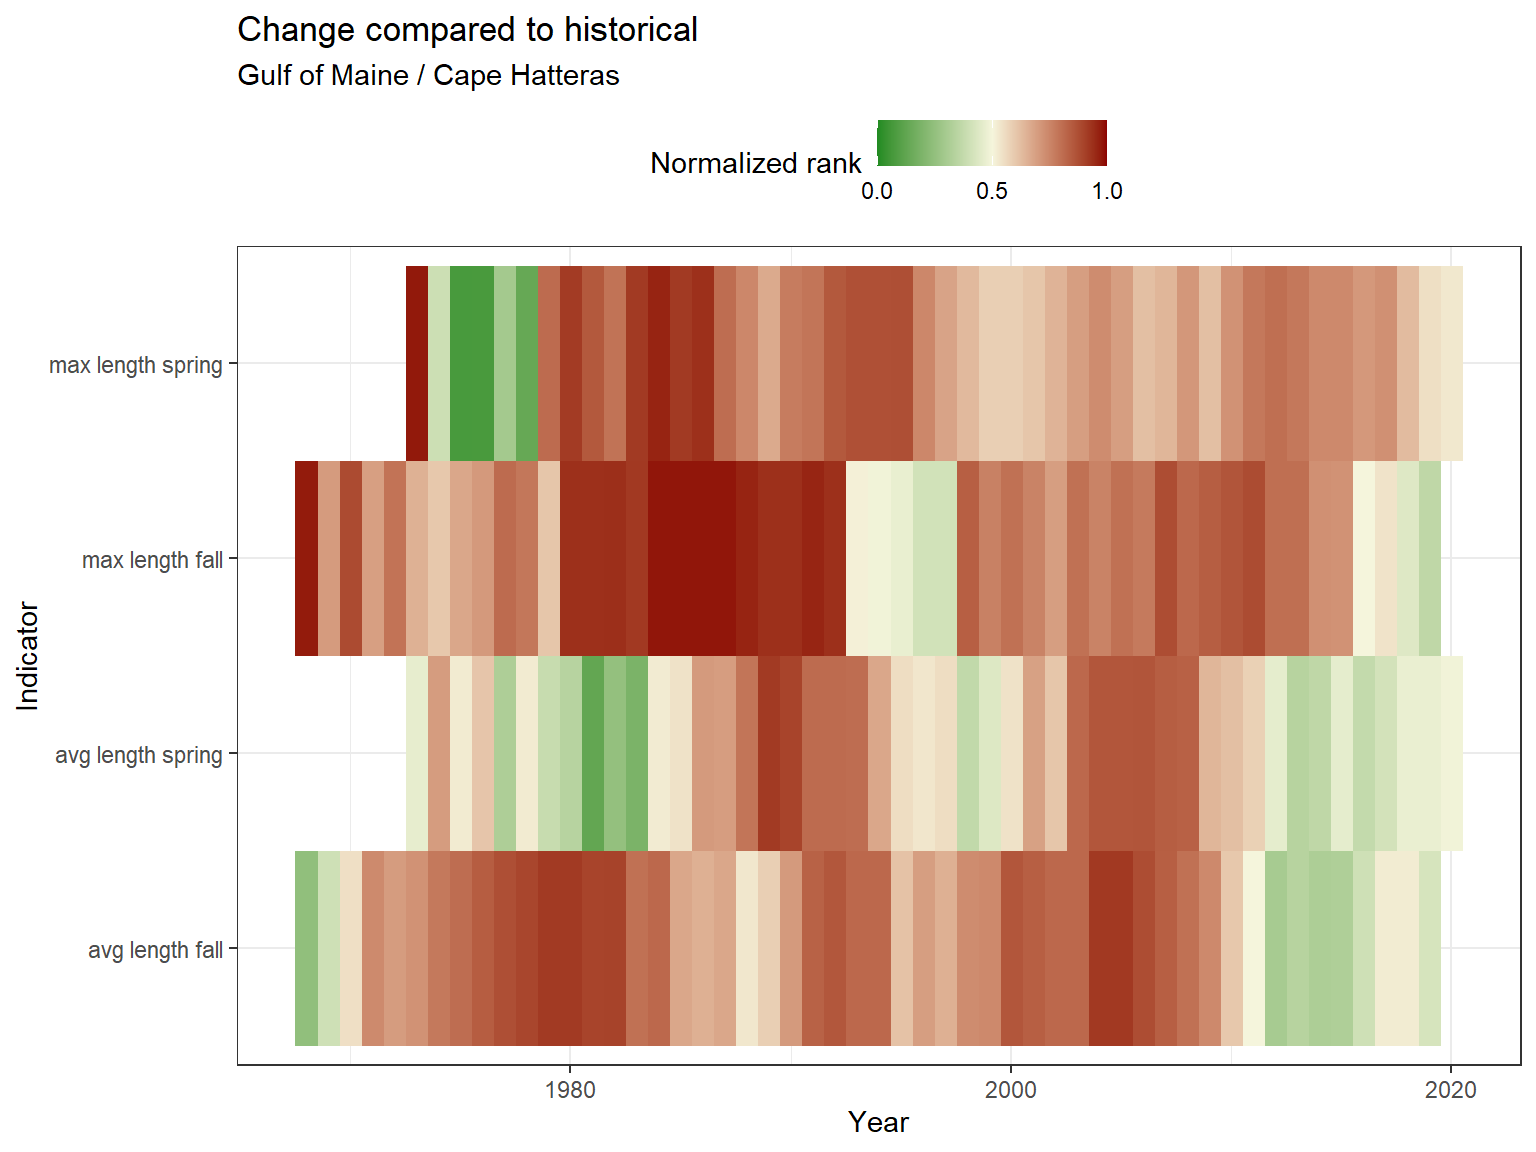 Change compared to historical
Gulf of Maine / Cape Hatteras
Normalized rank
0.0 0.5 1.0
Indicator
max length spring
max length fall
avg length spring
avg length fall
1980 2000 2020
Year